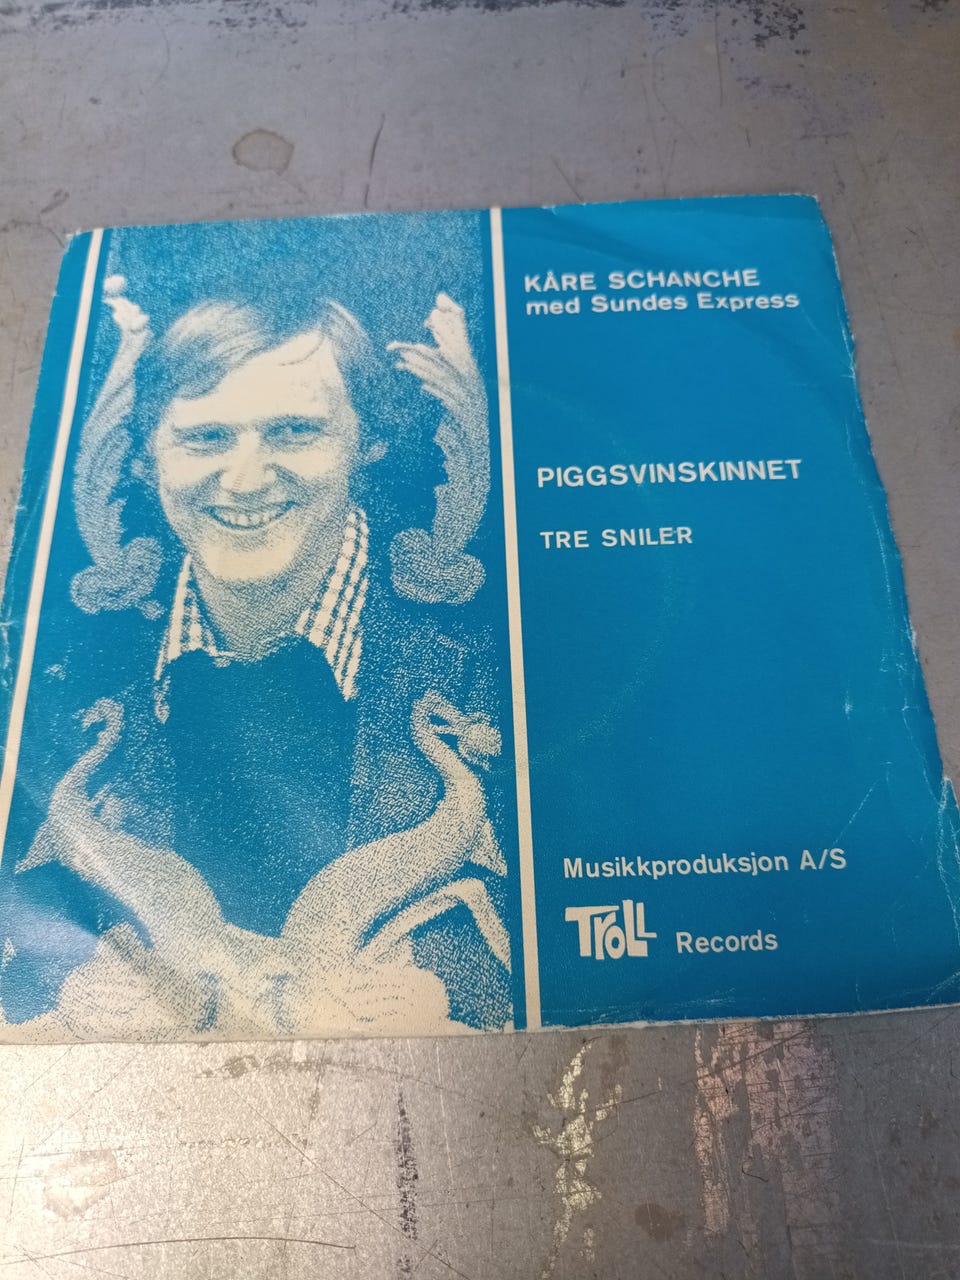 KÅRE SCHANCHE
med Sundes Express
PIGGSVINSKINNET
TRE SNILER
Musikkproduksjon A/S
TROLL Records